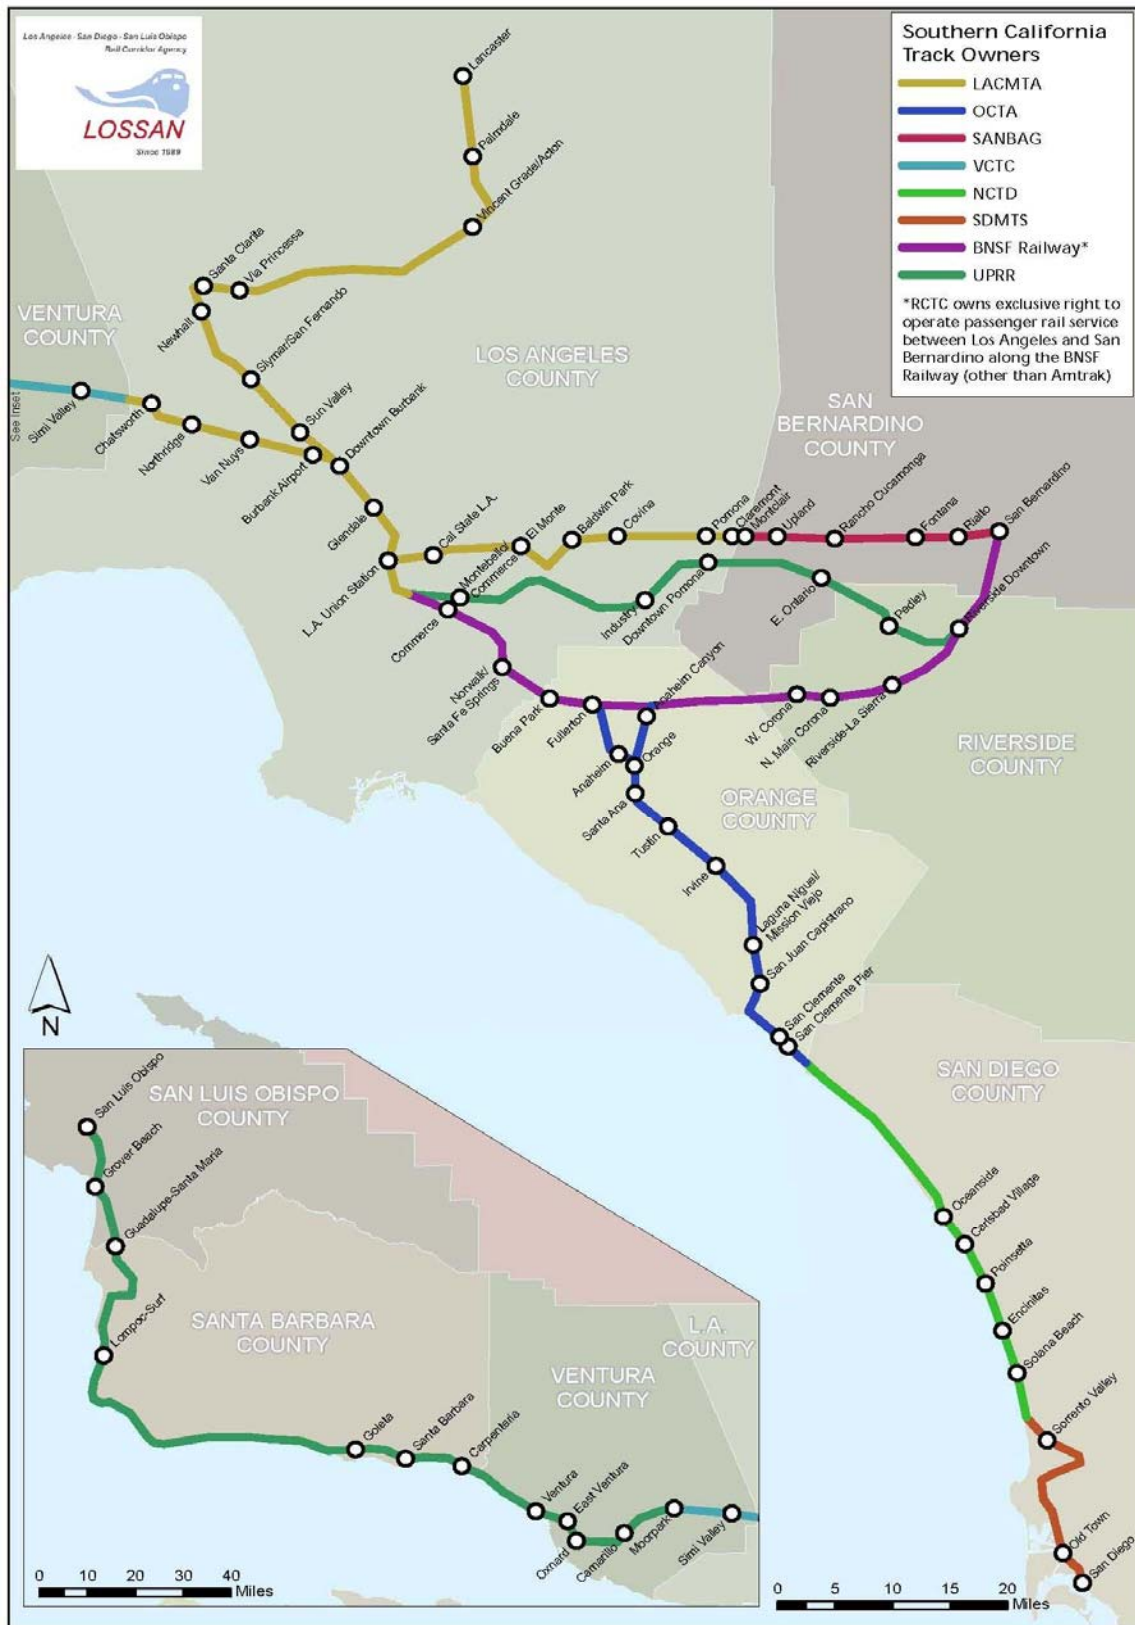 Los Angeles - San Diego - San Luis Obispo
Rail Corridor Agency
LOSSAN
Since 1989
Southern California
Track Owners
LACMTA
OCTA
SANBAG
VCTC
NCTD
SDMTS
BNSF Railway*
UPRR
*RCTC owns exclusive right to
operate passenger rail service
between Los Angeles and San
Bernardino along the BNSF
Railway (other than Amtrak)
Lancaster
Palmdale
Vincent Grade/Acton
Santa Clarita
Via Princessa
Newhall
Slymar/San Fernando
VENTURA
COUNTY
LOS ANGELES
COUNTY
SAN
BERNARDINO
COUNTY
See Inset
Simi Valley
Chatsworth
Northridge
Van Nuys
Sun Valley
Burbank Airport
Downtown Burbank
Glendale
L.A. Union Station
Cal State L.A.
El Monte
Baldwin Park
Covina
Pomona
Claremont
Montclair
Upland
Rancho Cucamonga
Fontana
Rialto
San Bernardino
Montebello/
Commerce
Commerce
Industry
Downtown Pomona
E. Ontario
Pedley
Riverside Downtown
Norwalk/
Santa Fe Springs
Buena Park
Fullerton
Anaheim Canyon
W. Corona
N. Main Corona
Riverside-La Sierra
RIVERSIDE
COUNTY
Anaheim
Orange
Santa Ana
ORANGE
COUNTY
Tustin
Irvine
Laguna Niguel/
Mission Viejo
San Juan Capistrano
San Clemente
San Clemente Pier
N
SAN DIEGO
COUNTY
Oceanside
Carlsbad Village
Poinsetta
Encinitas
Solana Beach
Sorrento Valley
Old Town
San Diego
SAN LUIS OBISPO
COUNTY
San Luis Obispo
Grover Beach
Guadalupe-Santa Maria
Lompoc-Surf
SANTA BARBARA
COUNTY
L.A.
COUNTY
VENTURA
COUNTY
Goleta
Santa Barbara
Carpenteria
Ventura
East Ventura
Oxnard
Camarillo
Moorpark
Simi Valley
0 10 20 30 40
Miles
0 5 10 15 20
Miles